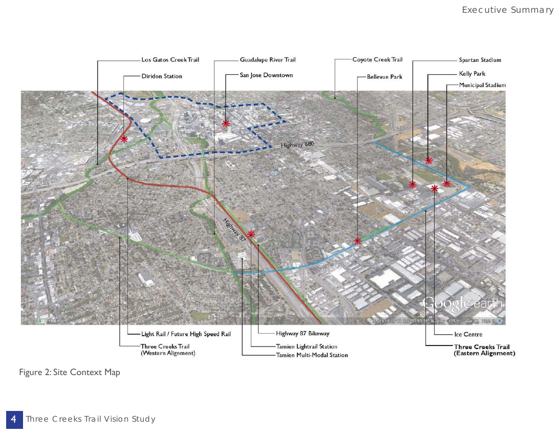 Executive Summary
Los Gatos Creek Trail
Guadalupe River Trail
Coyote Creek Trail
Spartan Stadium
Diridon Station
San Jose Downtown
Bellevue Park
Kelly Park
Municipal Stadium
Highway 680
Highway 87
Google earth
Light Rail / Future High Speed Rail
Highway 87 Bikeway
Ice Centre
Three Creeks Trail
(Western Alignment)
Tamien Lightrail Station
Tamien Multi-Modal Station
Three Creeks Trail
(Eastern Alignment)
Figure 2: Site Context Map
4 Three Creeks Trail Vision Study